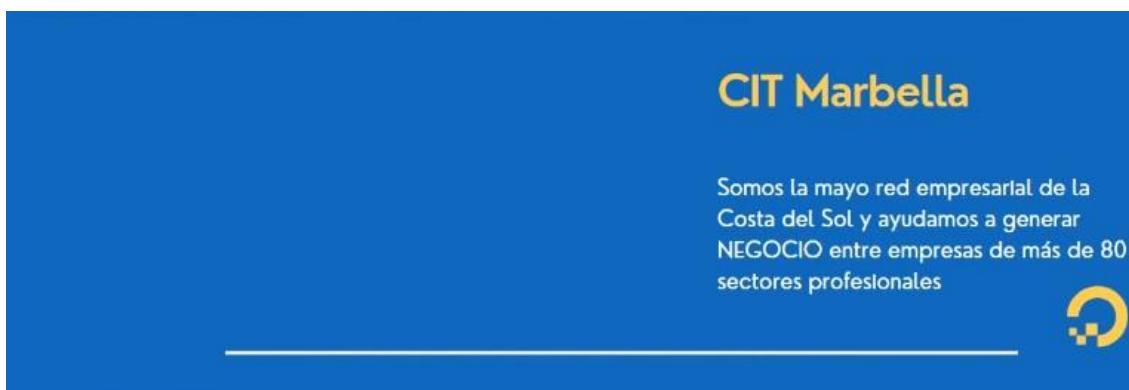 CIT Marbella
Somos la mayo red empresarial de la
Costa del Sol y ayudamos a generar
NEGOCIO entre empresas de más de 80
sectores profesionales